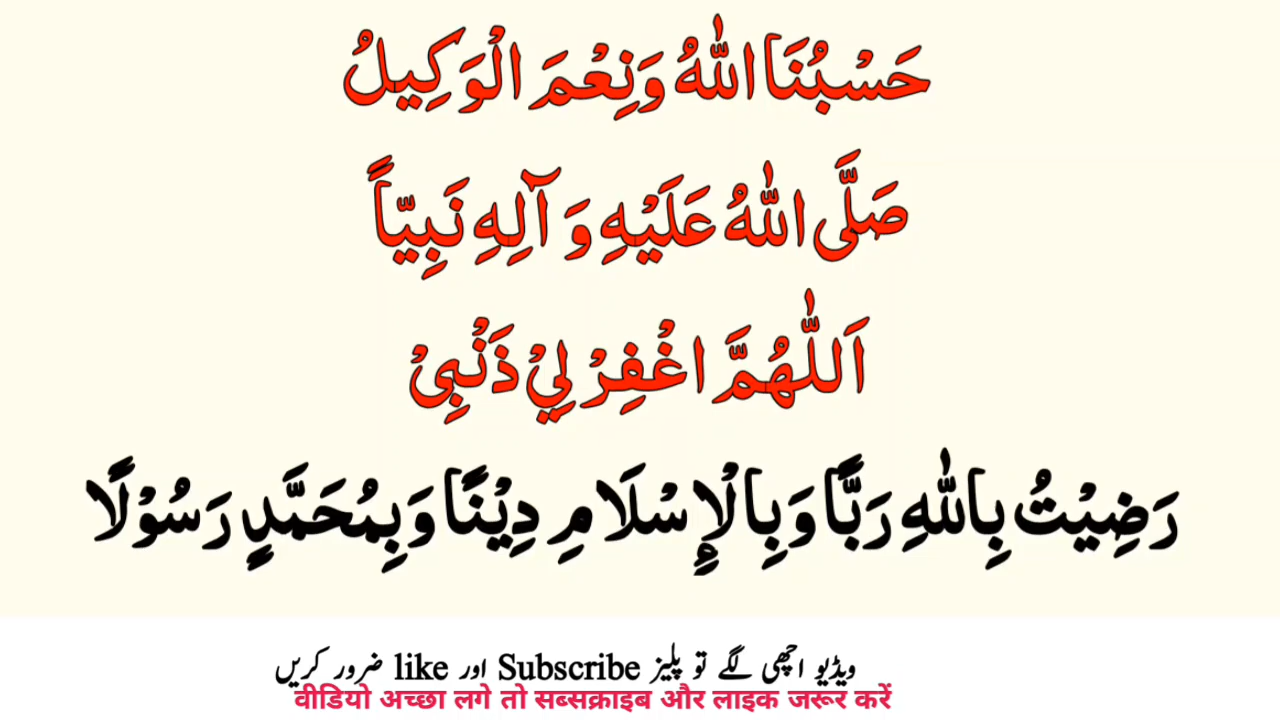 حَسْبُنَا اللّٰهُ وَنِعْمَ الْوَكِيلُ
صَلَّى اللّٰهُ عَلَيْهِ وَ آلِهِ نَبِيّاً
اَللّٰهُمَّ اغْفِرْ لِيْ ذَنْبِیْ
رَضِيْتُ بِاللّٰهِ رَبًّا وَبِالْإِسْلَامِ دِيْنًا وَبِمُحَمَّدٍ رَسُوْلًا
ویڈیو اچھی لگے تو پلیز Subscribe اور like ضرور کریں
वीडियो अच्छा लगे तो सब्सक्राइब और लाइक जरूर करें